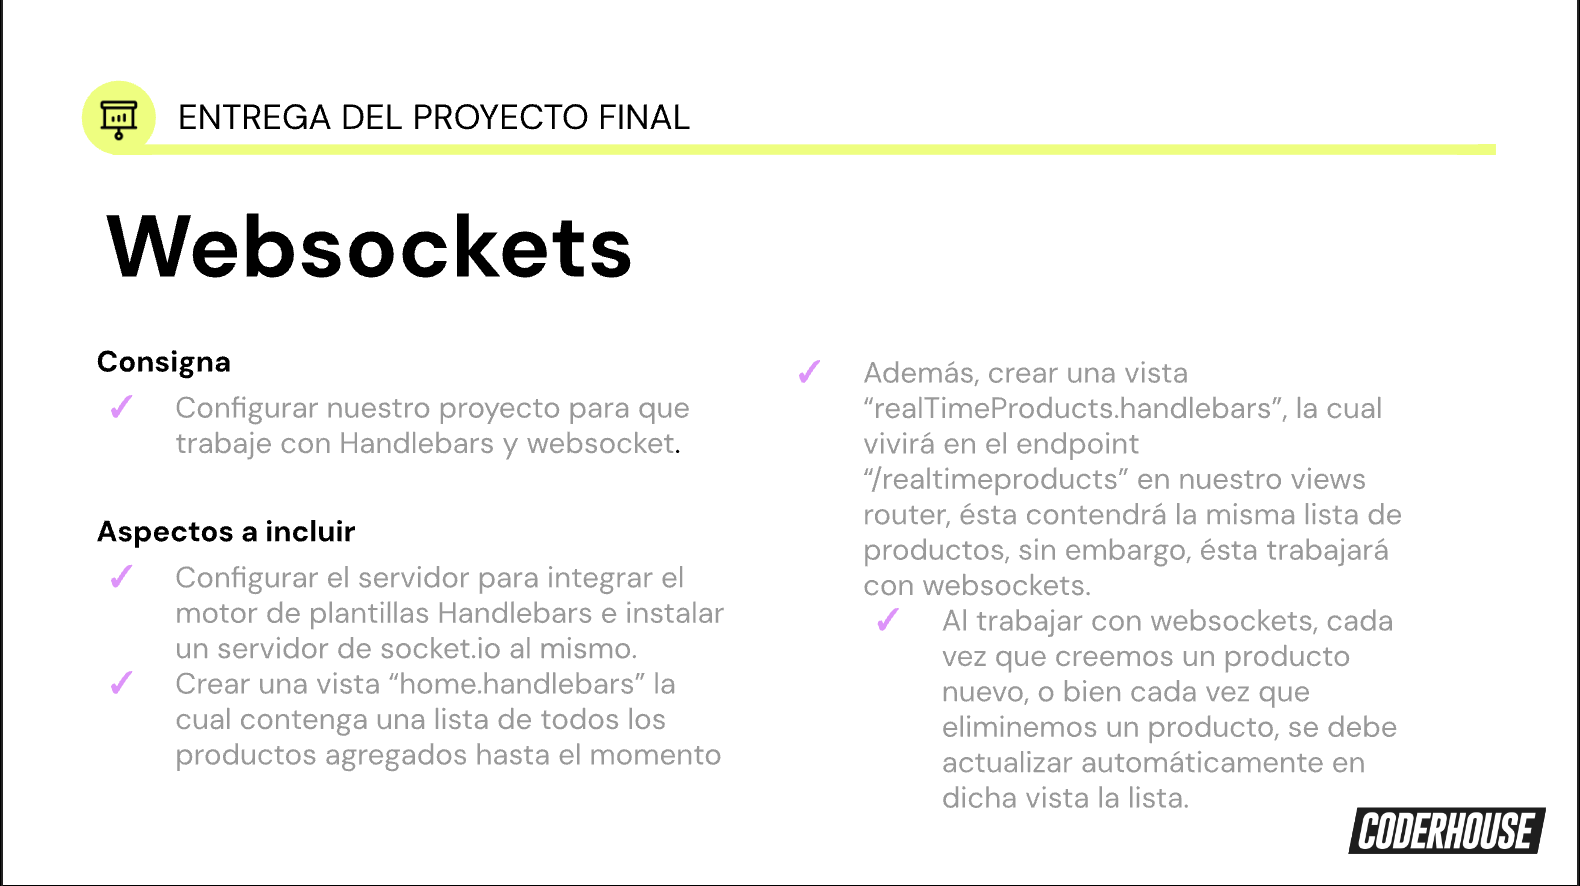 ENTREGA DEL PROYECTO FINAL
Websockets
Consigna
✓ Configurar nuestro proyecto para que
trabaje con Handlebars y websocket.
Aspectos a incluir
✓ Configurar el servidor para integrar el
motor de plantillas Handlebars e instalar
un servidor de socket.io al mismo.
✓ Crear una vista “home.handlebars” la
cual contenga una lista de todos los
productos agregados hasta el momento
✓ Además, crear una vista
“realTimeProducts.handlebars”, la cual
vivirá en el endpoint
“/realtimeproducts” en nuestro views
router, ésta contendrá la misma lista de
productos, sin embargo, ésta trabajará
con websockets.
✓ Al trabajar con websockets, cada
vez que creemos un producto
nuevo, o bien cada vez que
eliminemos un producto, se debe
actualizar automáticamente en
dicha vista la lista.
CODERHOUSE